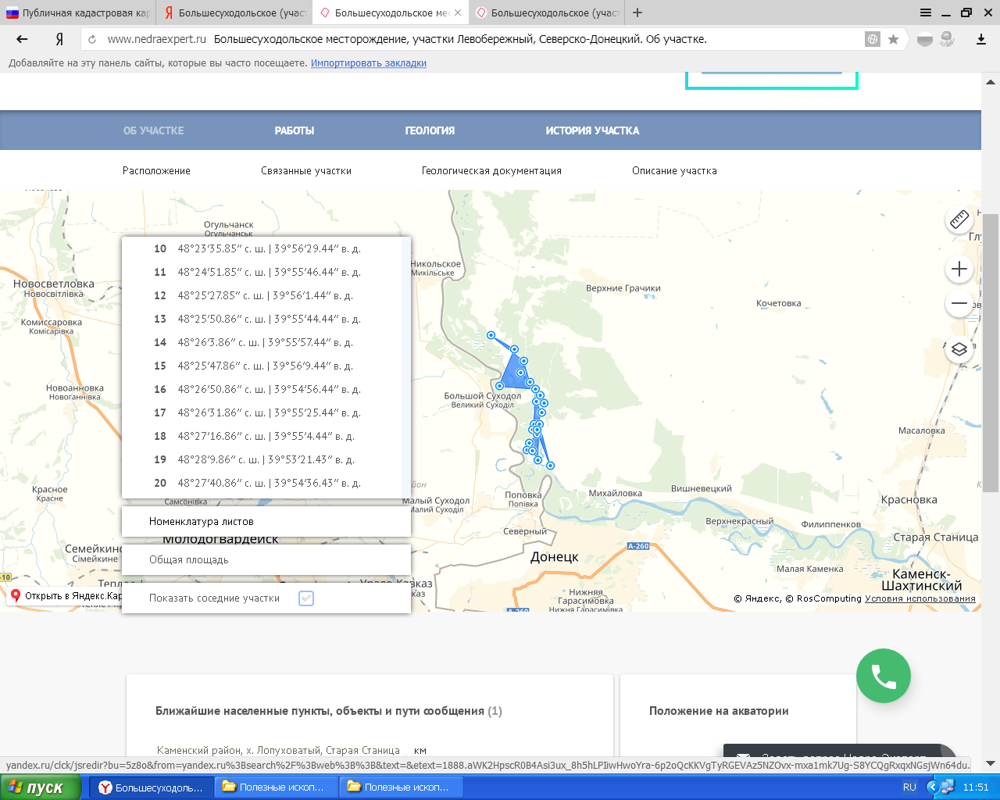 Публичная кадастровая кар
Большесуходольское (учас
Большесуходольское мес
Большесуходольское (учас
www.nedraexpert.ru Большесуходольское месторождение, участки Левобережный, Северско-Донецкий. Об участке.
Добавляйте на эту панель сайты, которые вы часто посещаете. Импортировать закладки
ОБ УЧАСТКЕ РАБОТЫ ГЕОЛОГИЯ ИСТОРИЯ УЧАСТКА
Расположение Связанные участки Геологическая документация Описание участка
Огульчанск
Огульчанськ
10 48°23′35.85″ с. ш. | 39°56′29.44″ в. д.
11 48°24′51.85″ с. ш. | 39°55′46.44″ в. д.
12 48°25′27.85″ с. ш. | 39°56′1.44″ в. д.
13 48°25′50.86″ с. ш. | 39°55′44.44″ в. д.
14 48°26′3.86″ с. ш. | 39°55′57.44″ в. д.
15 48°25′47.86″ с. ш. | 39°56′9.44″ в. д.
16 48°26′50.86″ с. ш. | 39°54′56.44″ в. д.
17 48°26′31.86″ с. ш. | 39°55′25.44″ в. д.
18 48°27′16.86″ с. ш. | 39°55′4.44″ в. д.
19 48°28′9.86″ с. ш. | 39°53′21.43″ в. д.
20 48°27′40.86″ с. ш. | 39°54′36.43″ в. д.
Номенклатура листов
Общая площадь
Показать соседние участки
Новосветловка
Новосвітлівка
Комиссаровка
Комісарівка
Новоанновка
Новоганнівка
Красное
Красне
Семейкино
Сімейкине
Самсонівка
Молодогвардейск
Никольское
Микільське
Верхние Грачики
Кочетовка
Большой Суходол
Великий Суходіл
Масаловка
Малый Суходол
Малий Суходіл
Поповка
Попівка
Михайловка
Вишневецкий
Красновка
Северный
Верхнекрасный
Филиппенков
Старая Станица
А-260
Донецк
Малая Каменка
Каменск-
Шахтинский
Нижняя
Гарасимовка
Нижня Гарасимівка
А-260
Открыть в Яндекс.Кар
© Яндекс, © RosComputing Условия использования
Ближайшие населенные пункты, объекты и пути сообщения (1)
Каменский район, х. Лопуховатый, Старая Станица км
Положение на акватории
yandex.ru/clck/jsredir?bu=5z8o&from=yandex.ru%3Bsearch%2F%3Bweb%3B%3B&text=&etext=1888.aWK2HpscR0B4Asi3ux_8h5hLPIiwHwoYra-6p2oQcKKVgTyRGEVAz5NZOvx-mxa1mk7Ug-S8YCQgRxqxNGsjWn64du.
пуск
Большесуходоль...
Полезные ископ...
Полезные ископ...
RU
11:51